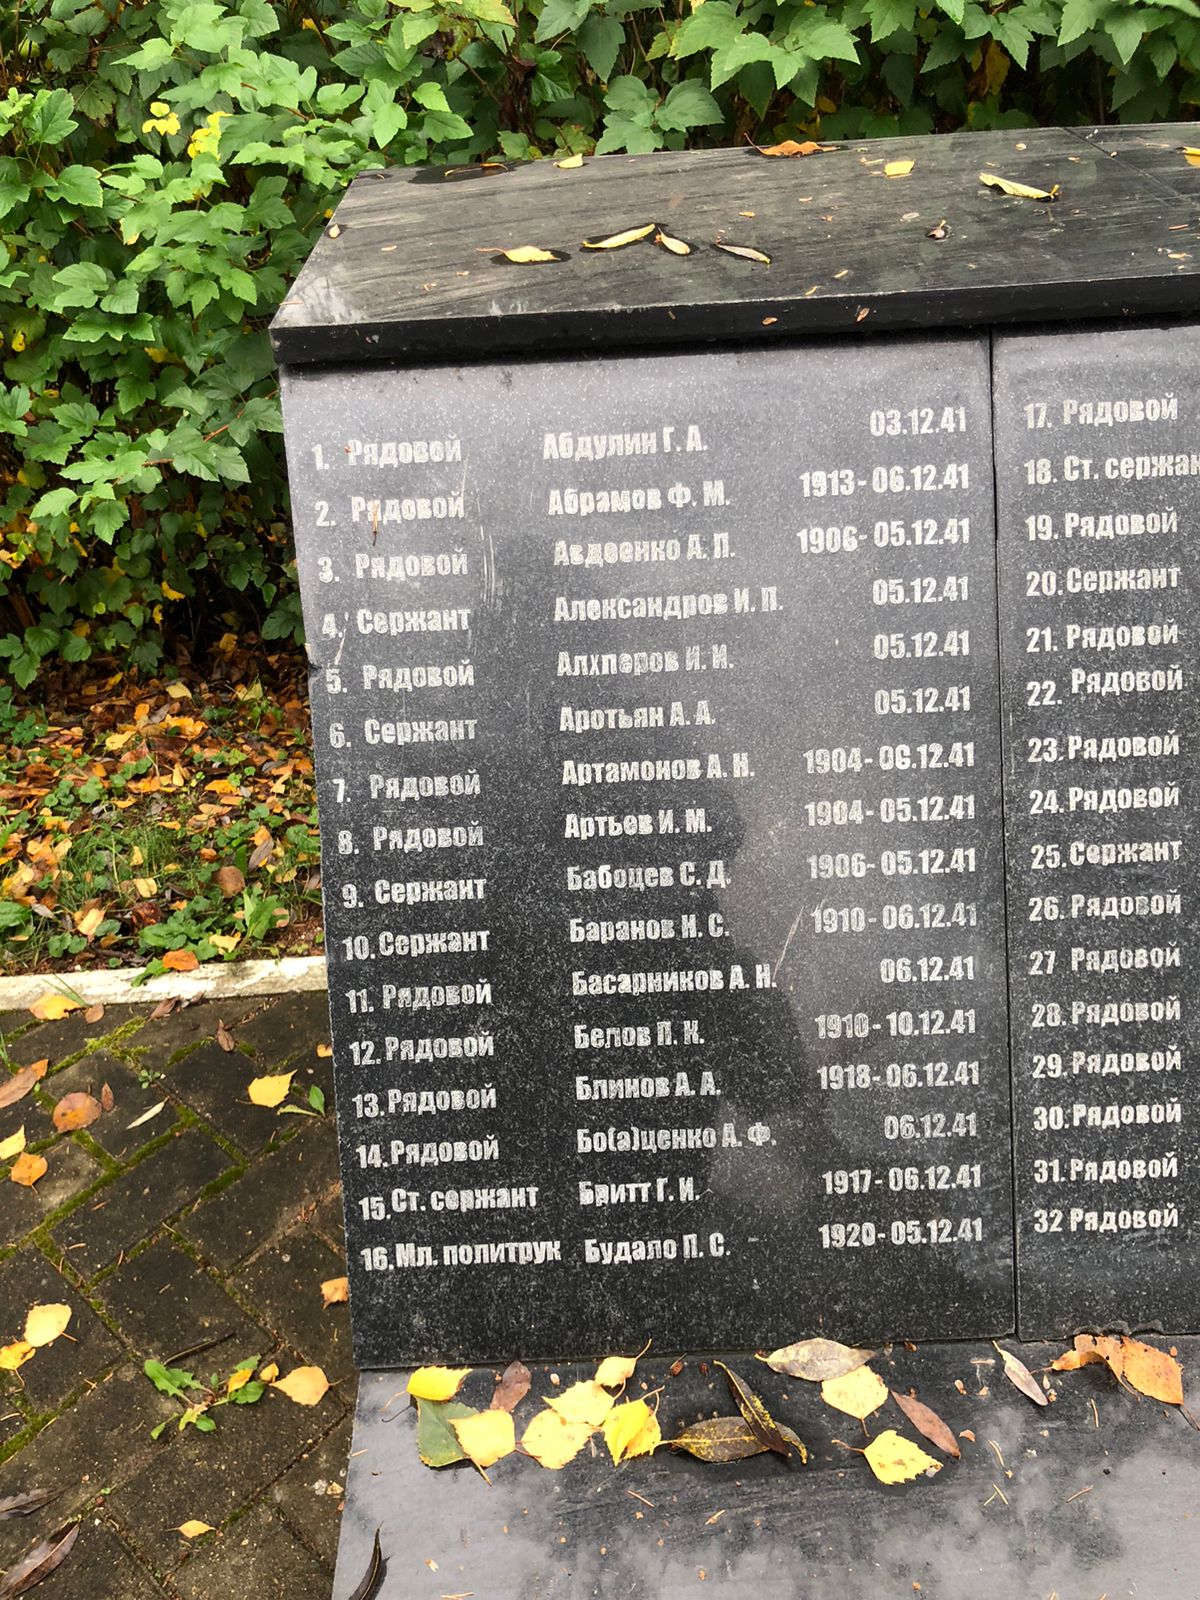 1. Рядовой Абдулин Г. А. 03.12.41
2. Рядовой Абрамов Ф. М. 1913- 06.12.41
3. Рядовой Авдеенко А. П. 1906- 05.12.41
4. Сержант Александров И. П. 05.12.41
5. Рядовой Алхперов И. И. 05.12.41
6. Сержант Аротьян А. А. 05.12.41
7. Рядовой Артамонов А. Н. 1904- 06.12.41
8. Рядовой Артьев И. М. 1904- 05.12.41
9. Сержант Бабоцев С. Д. 1906- 05.12.41
10. Сержант Баранов И. С. 1910- 06.12.41
11. Рядовой Басарников А. Н. 06.12.41
12. Рядовой Белов П. К. 1910- 10.12.41
13. Рядовой Блинов А. А. 1918- 06.12.41
14. Рядовой Бо(а)ценко А. Ф. 06.12.41
15. Ст. сержант Бритт Г. И. 1917- 06.12.41
16. Мл. политрук Будало П. С. 1920- 05.12.41
17. Рядовой
18. Ст. сержан
19. Рядовой
20. Сержант
21. Рядовой
22. Рядовой
23. Рядовой
24. Рядовой
25. Сержант
26. Рядовой
27 Рядовой
28. Рядовой
29. Рядовой
30. Рядовой
31. Рядовой
32 Рядовой